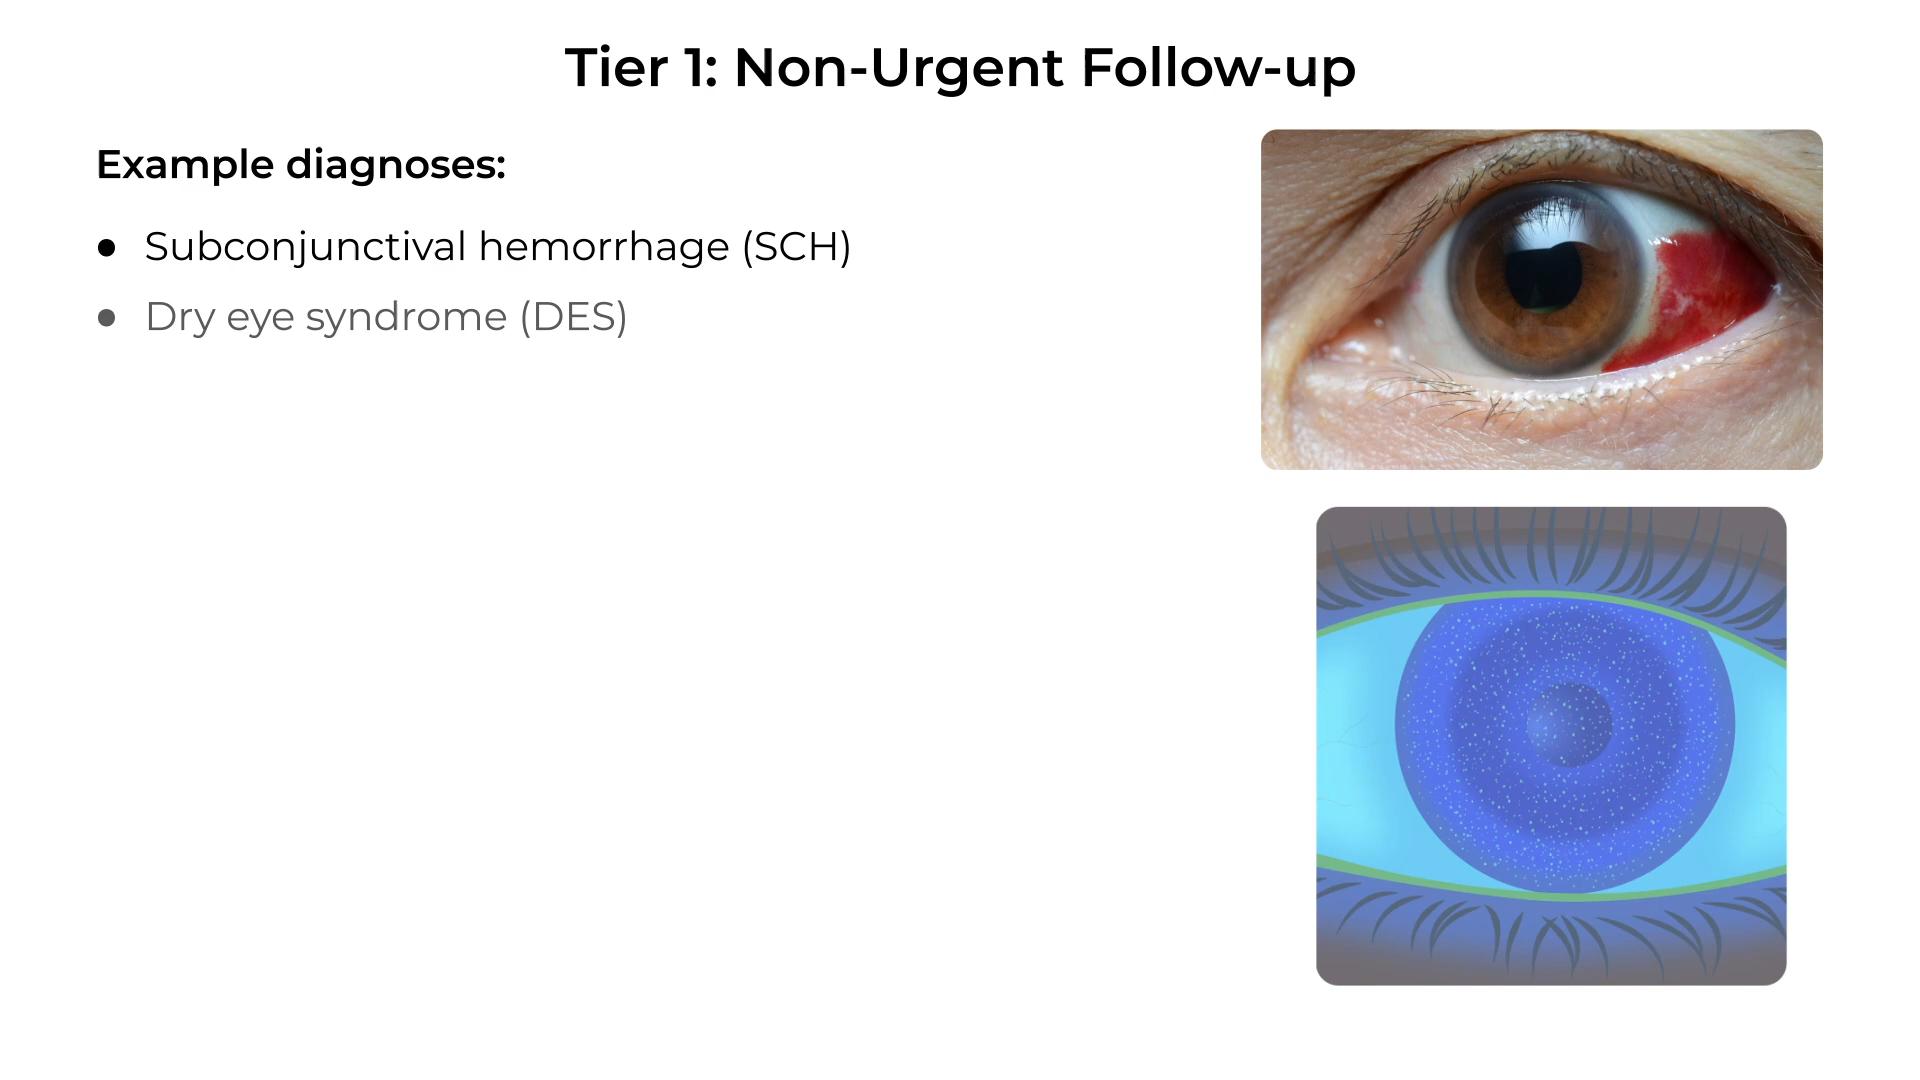 Tier 1: Non-Urgent Follow-up
Example diagnoses:
● Subconjunctival hemorrhage (SCH)
● Dry eye syndrome (DES)